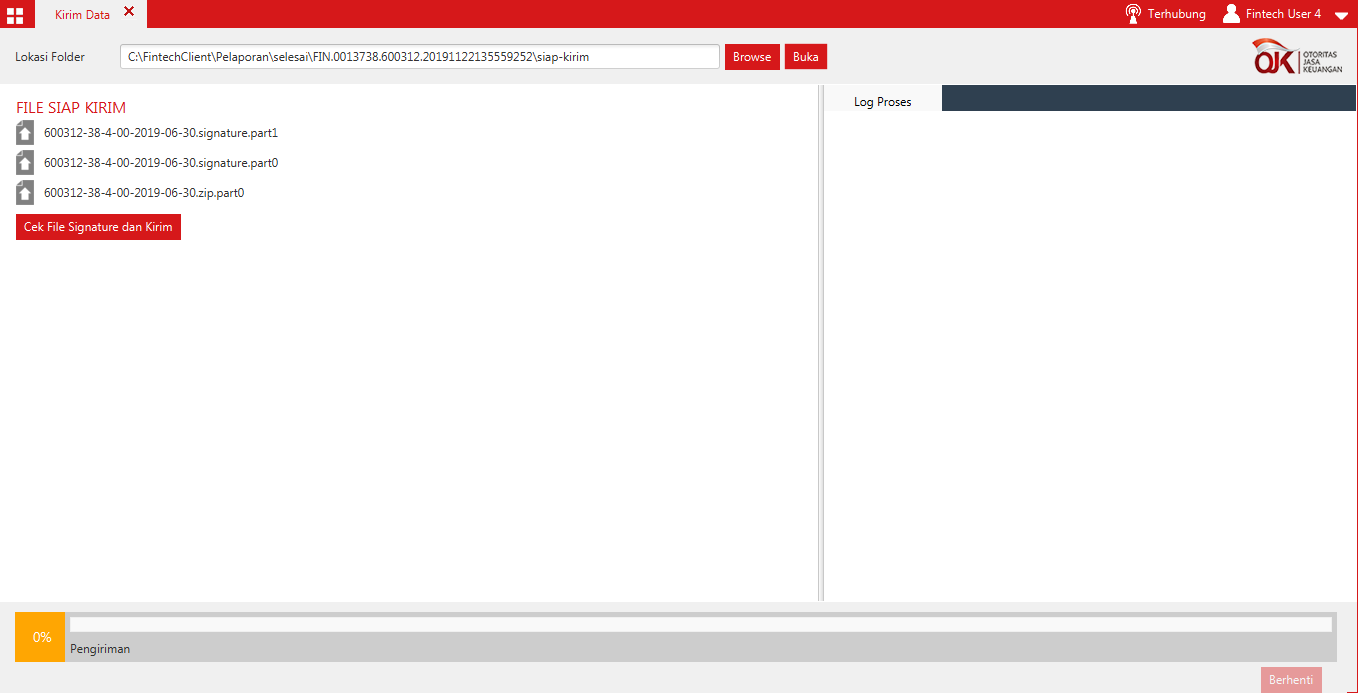 Kirim Data
Terhubung
Fintech User 4
Lokasi Folder
C:\FintechClient\Pelaporan\selesai\FIN.0013738.600312.20191122135559252\siap-kirim
Browse
Buka
OJK
OTORITAS
JASA
KEUANGAN
FILE SIAP KIRIM
600312-38-4-00-2019-06-30.signature.part1
600312-38-4-00-2019-06-30.signature.part0
600312-38-4-00-2019-06-30.zip.part0
Cek File Signature dan Kirim
Log Proses
0%
Pengiriman
Berhenti